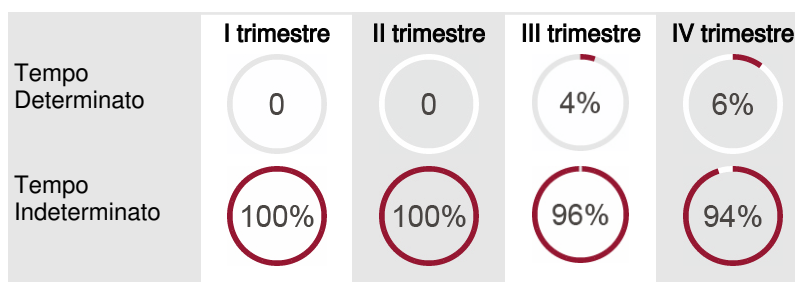 I trimestre II trimestre III trimestre IV trimestre
Tempo
Determinato
0 0 4% 6%
Tempo
Indeterminato
100% 100% 96% 94%